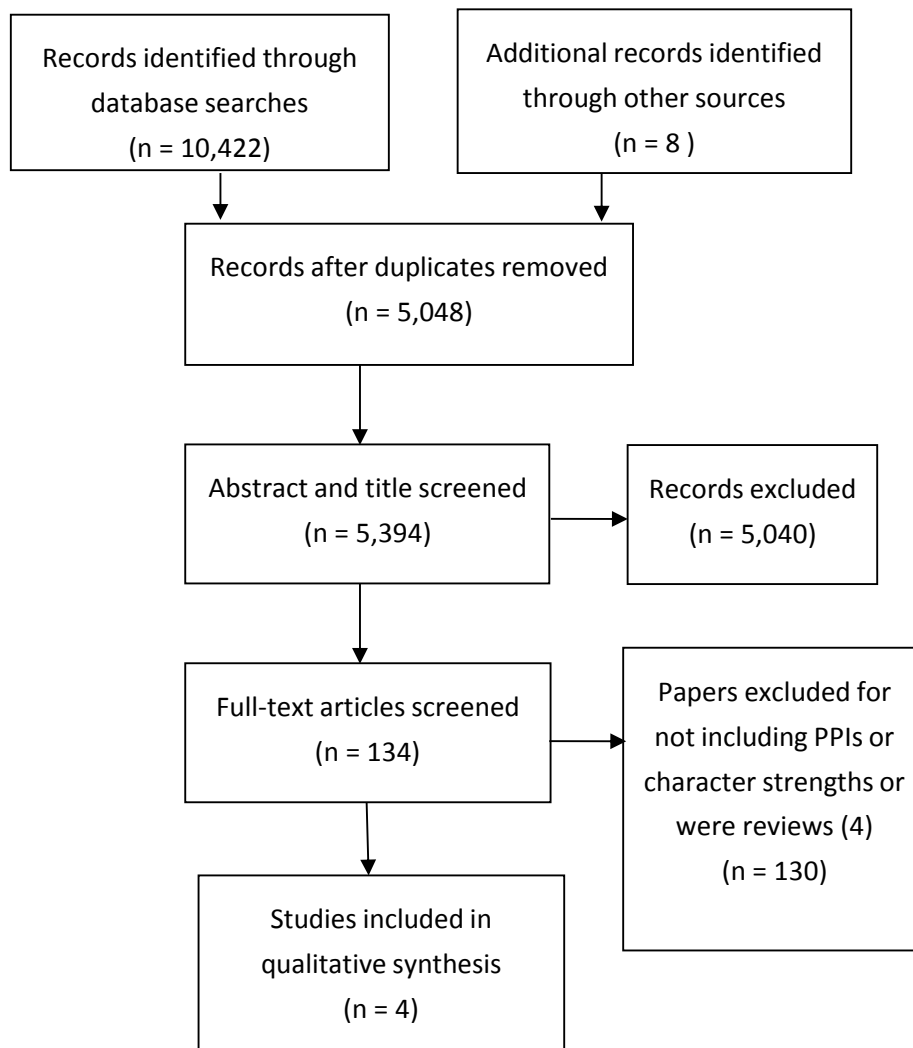 Records identified through
database searches
(n = 10,422)
Additional records identified
through other sources
(n = 8 )
Records after duplicates removed
(n = 5,048)
Abstract and title screened
(n = 5,394)
Records excluded
(n = 5,040)
Full-text articles screened
(n = 134)
Papers excluded for
not including PPIs or
character strengths or
were reviews (4)
(n = 130)
Studies included in
qualitative synthesis
(n = 4)